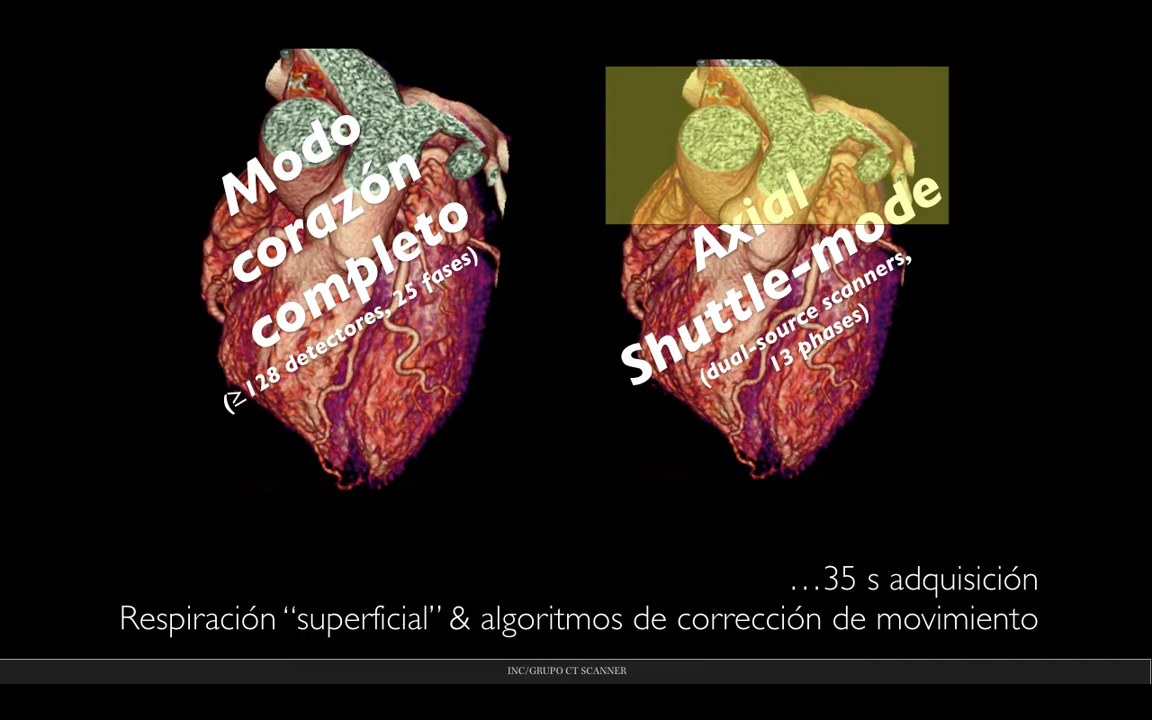 Modo
corazón
completo
(≥128 detectores, 25 fases)
Axial
Shuttle-mode
(dual-source scanners,
13 phases)
…35 s adquisición
Respiración “superficial” & algoritmos de corrección de movimiento
INC/GRUPO CT SCANNER